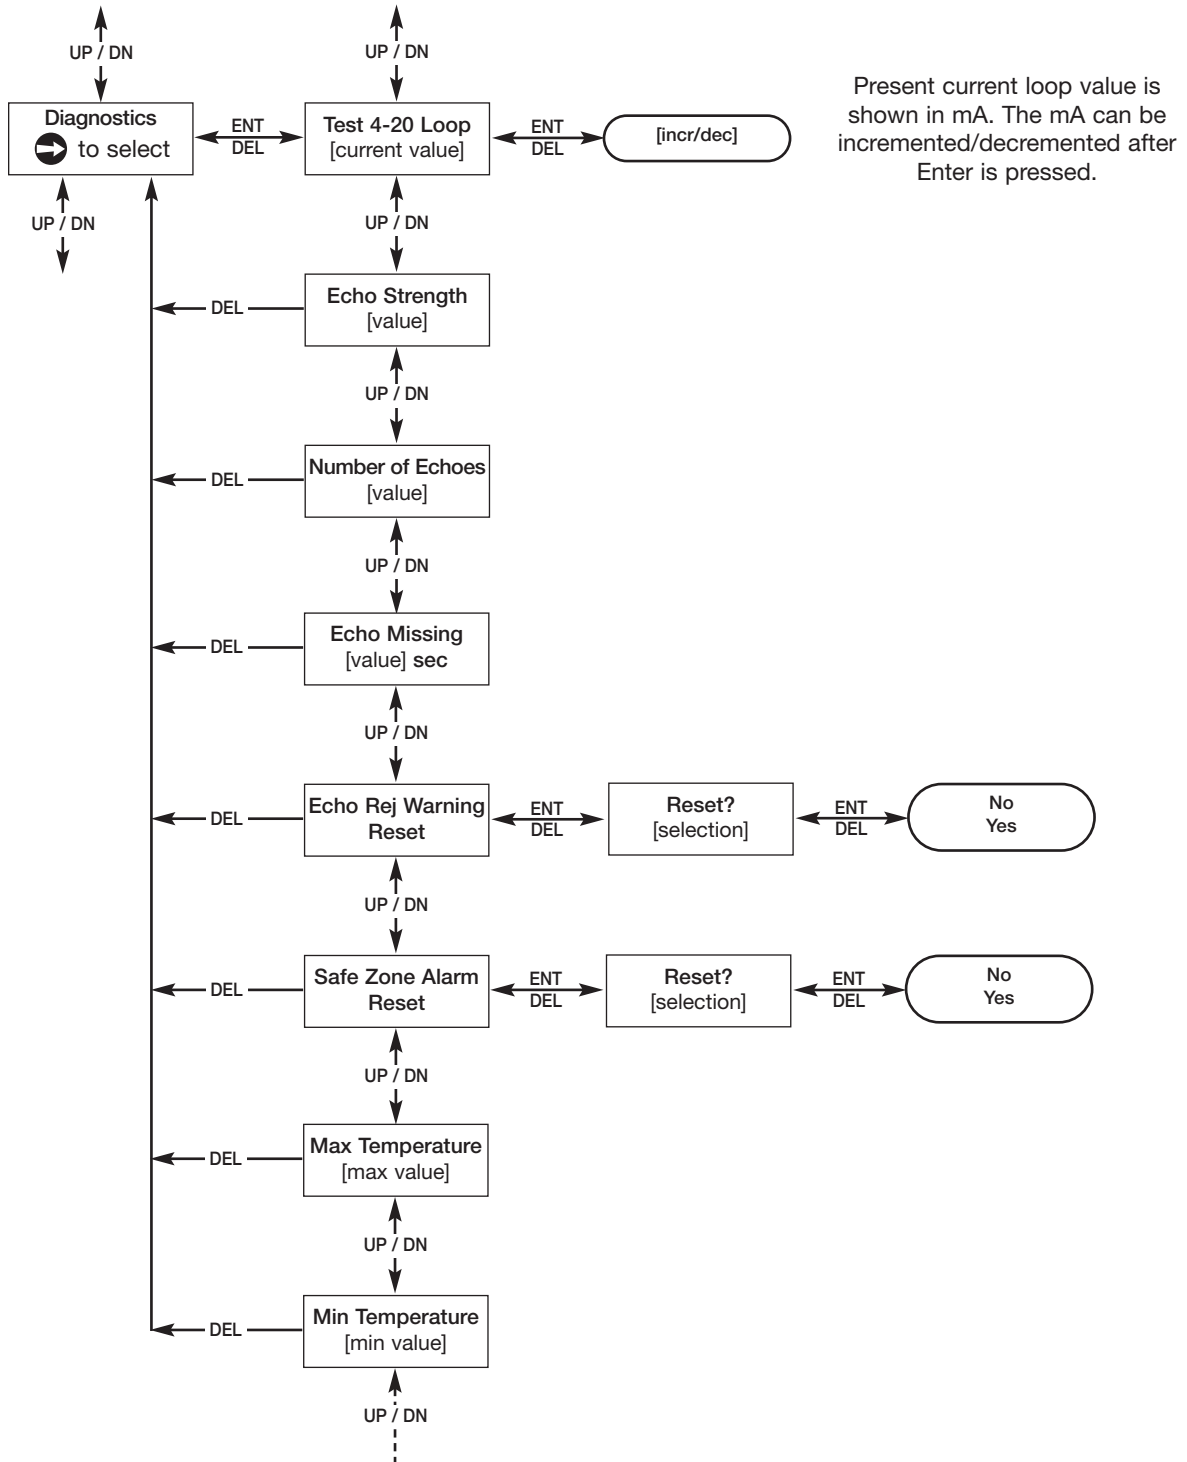 UP / DN
UP / DN
Present current loop value is
shown in mA. The mA can be
incremented/decremented after
Enter is pressed.
Diagnostics
to select
ENT
DEL
Test 4-20 Loop
[current value]
ENT
DEL
[incr/dec]
UP / DN
UP / DN
DEL
Echo Strength
[value]
UP / DN
DEL
Number of Echoes
[value]
UP / DN
DEL
Echo Missing
[value] sec
UP / DN
DEL
Echo Rej Warning
Reset
ENT
DEL
Reset?
[selection]
ENT
DEL
No
Yes
UP / DN
DEL
Safe Zone Alarm
Reset
ENT
DEL
Reset?
[selection]
ENT
DEL
No
Yes
UP / DN
DEL
Max Temperature
[max value]
UP / DN
DEL
Min Temperature
[min value]
UP / DN